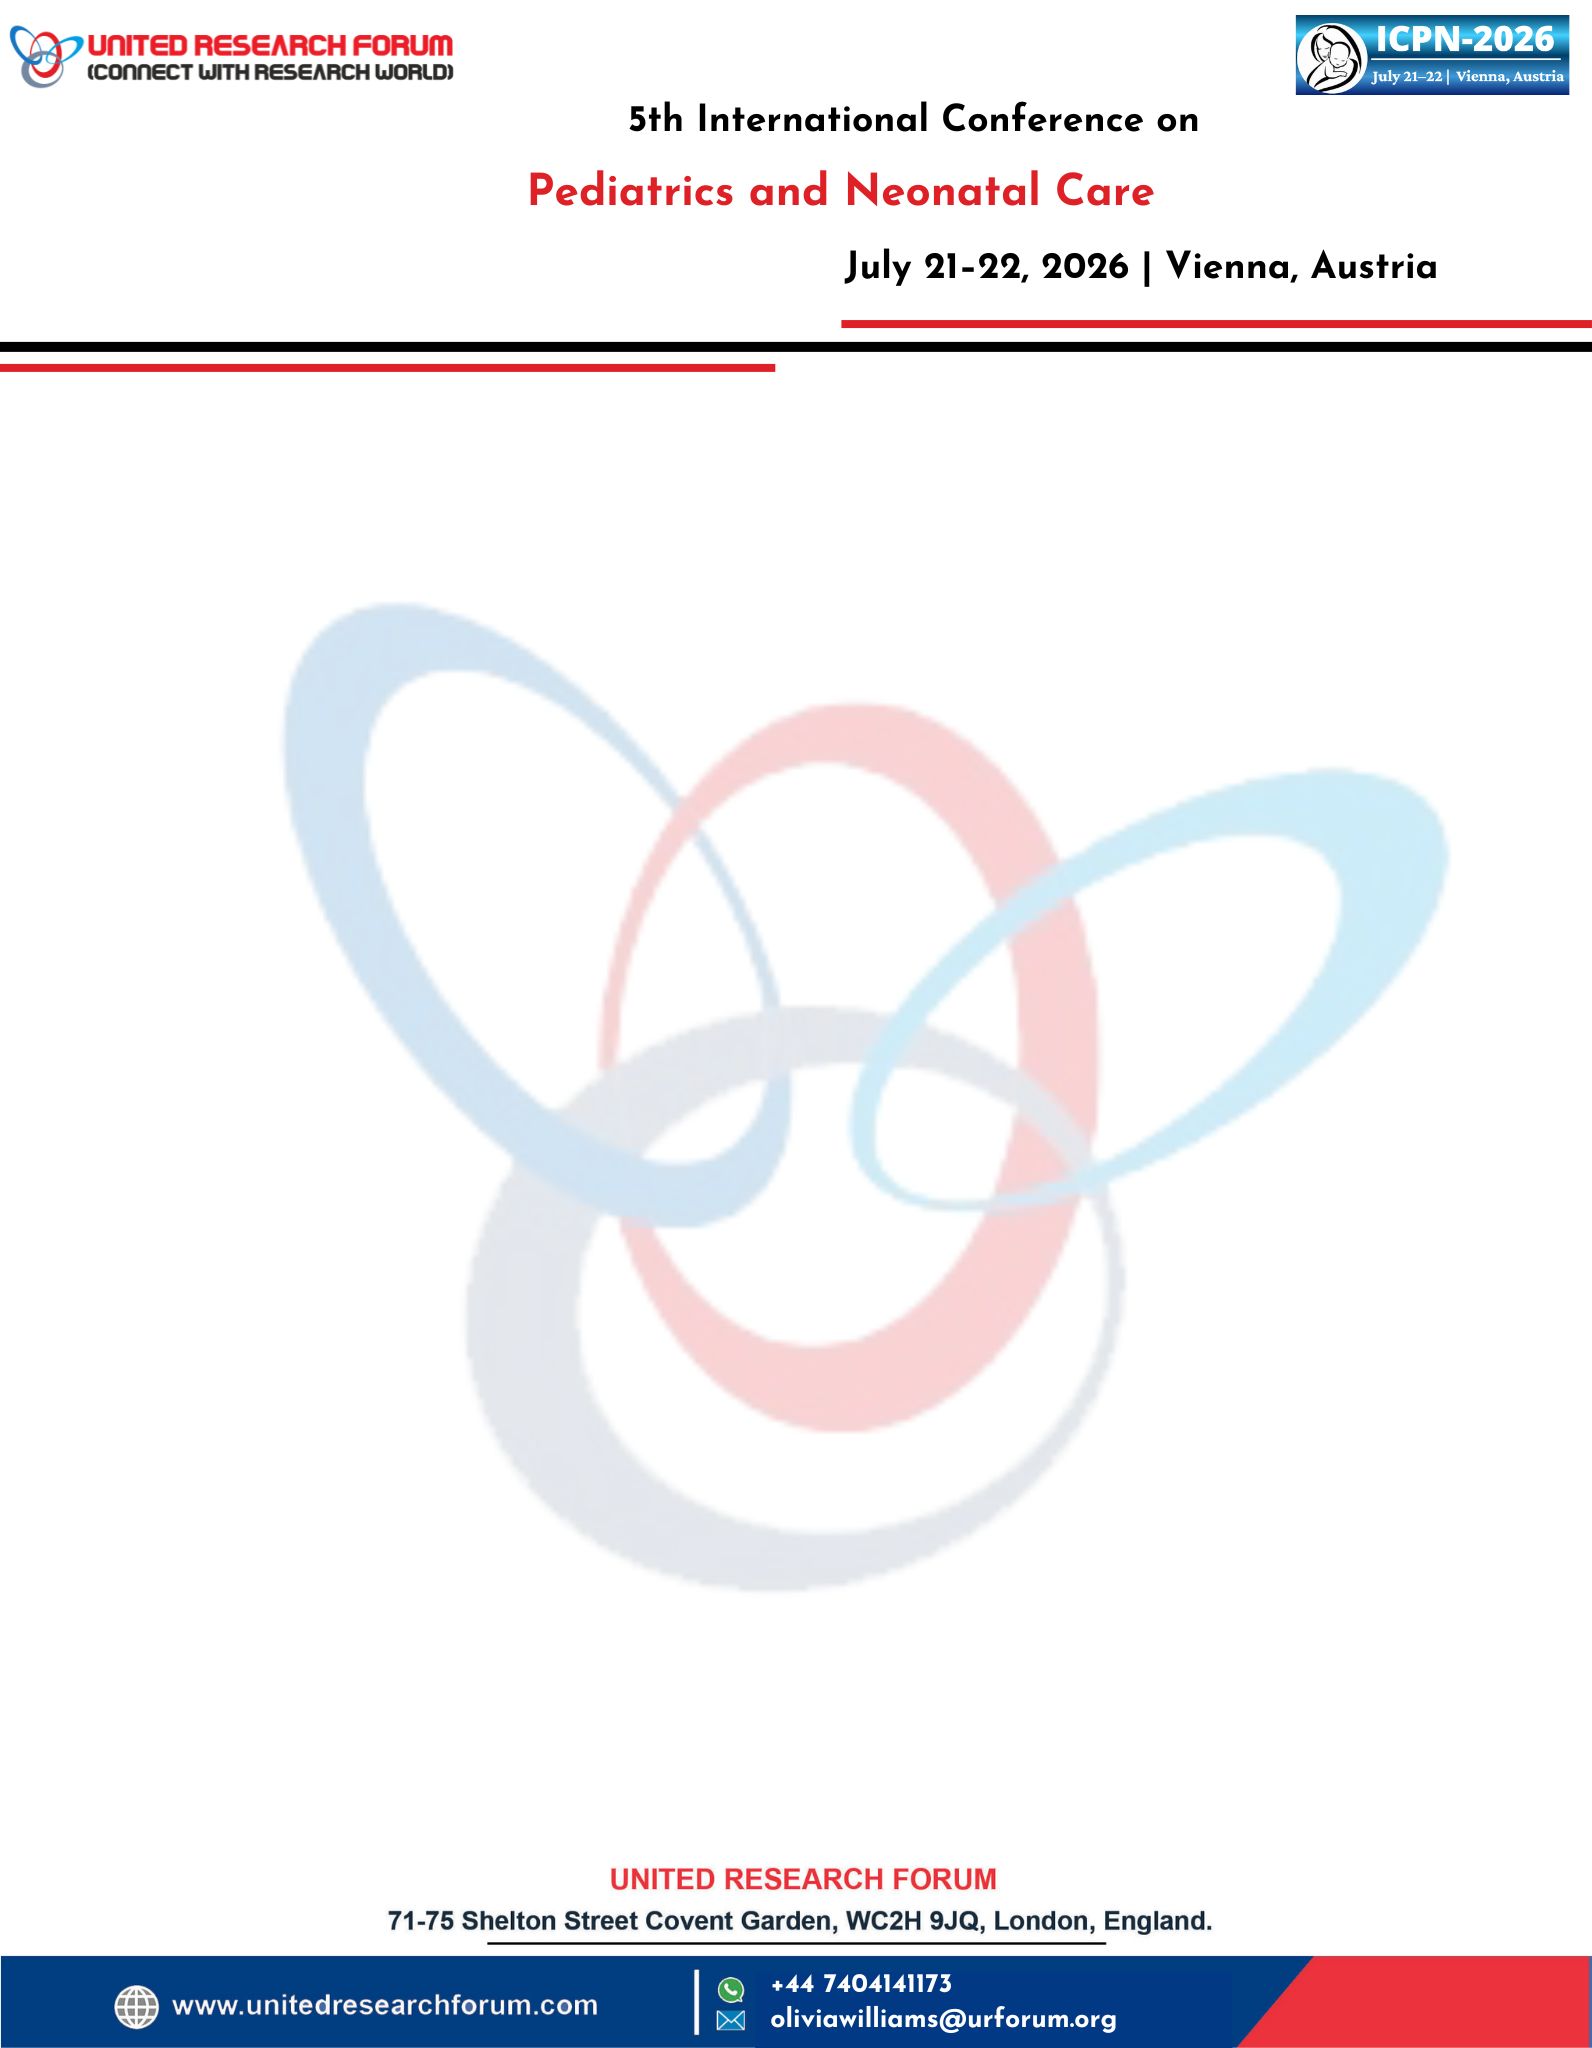 UNITED RESEARCH FORUM
(CONNECT WITH RESEARCH WORLD)
ICPN-2026
July 21–22 | Vienna, Austria
5th International Conference on
Pediatrics and Neonatal Care
July 21–22, 2026 | Vienna, Austria
UNITED RESEARCH FORUM
71-75 Shelton Street Covent Garden, WC2H 9JQ, London, England.
www.unitedresearchforum.com
+44 7404141173
oliviawilliams@urforum.org